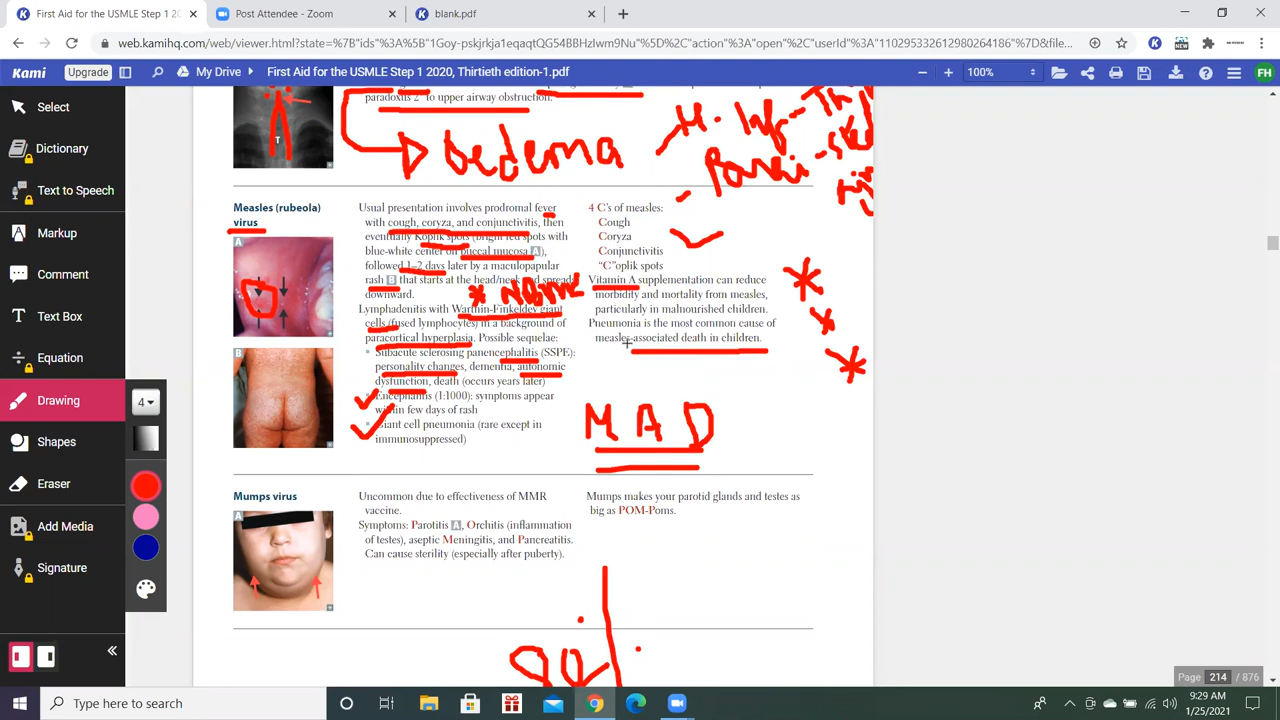 First Aid for the USMLE Step 1 20
Post Attendee - Zoom
blank.pdf
web.kamihq.com/web/viewer.html?state=%7B"ids"%3A%5B"1Goy-pskjrkja1eqaqtQG54BBHzIwm9Nu"%5D%2C"action"%3A"open"%2C"userId"%3A"110295332612980264186"%7D&file...
Kami
Upgrade
My Drive
First Aid for the USMLE Step 1 2020, Thirtieth edition-1.pdf
100%
FH
Select
Dictionary
Text to Speech
Markup
Comment
Text Box
Equation
Drawing
4
Shapes
Eraser
Add Media
Signature
paradoxus 2° to upper airway obstruction.
T
oedema
Measles (rubeola)
virus
A
B
Usual presentation involves prodromal fever
with cough, coryza, and conjunctivitis, then
eventually Koplik spots (bright red spots with
blue-white center on buccal mucosa A),
followed 1–2 days later by a maculopapular
rash B that starts at the head/neck and spreads
downward.
Lymphadenitis with Warthin-Finkeldey giant
cells (fused lymphocytes) in a background of
paracortical hyperplasia. Possible sequelae:
• Subacute sclerosing panencephalitis (SSPE):
personality changes, dementia, autonomic
dysfunction, death (occurs years later)
• Encephalitis (1:1000): symptoms appear
within few days of rash
• Giant cell pneumonia (rare except in
immunosuppressed)
4 C's of measles:
Cough
Coryza
Conjunctivitis
"C"oplik spots
Vitamin A supplementation can reduce
morbidity and mortality from measles,
particularly in malnourished children.
Pneumonia is the most common cause of
measles-associated death in children.
MAD
Mumps virus
A
Uncommon due to effectiveness of MMR
vaccine.
Symptoms: Parotitis A, Orchitis (inflammation
of testes), aseptic Meningitis, and Pancreatitis.
Can cause sterility (especially after puberty).
Mumps makes your parotid glands and testes as
big as POM-Poms.
Page 214 / 876
Type here to search
9:29 AM
1/25/2021